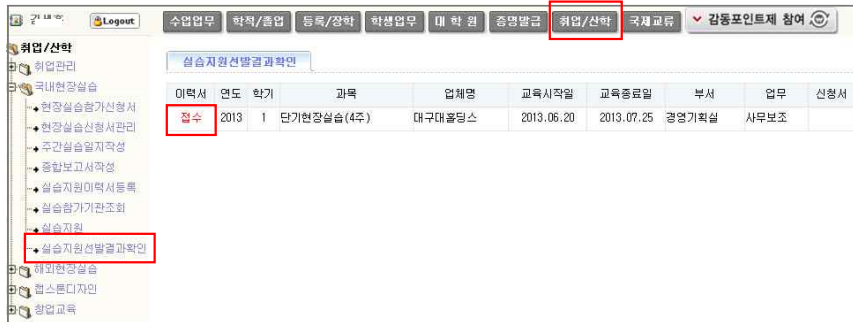 Logout
수업업무 학적/졸업 등록/장학 학생업무 대 학 원 증명발급 취업/산학 국제교류 감동포인트제 참여
취업/산학
취업관리
국내현장실습
현장실습참가신청서
현장실습신청서관리
주간실습일지작성
종합보고서작성
실습지원이력서등록
실습참가기관조회
실습지원
실습지원선발결과확인
해외현장실습
캡스톤디자인
창업교육
실습지원선발결과확인
이력서 연도 학기 과목 업체명 교육시작일 교육종료일 부서 업무 신청서
접수 2013 1 단기현장실습(4주) 대구대홀딩스 2013.06.20 2013.07.25 경영기획실 사무보조